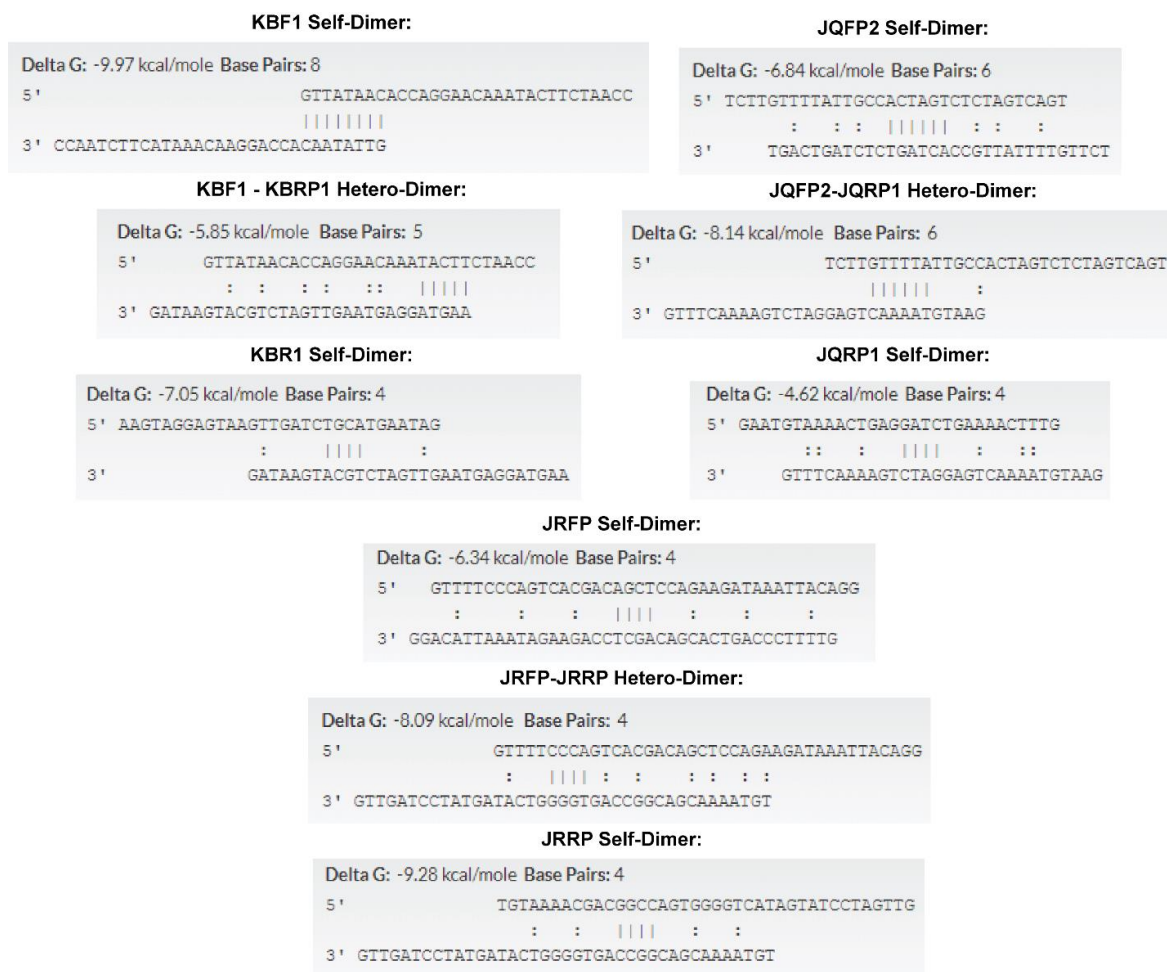 KBF1 Self-Dimer:
Delta G: -9.97 kcal/mole Base Pairs: 8
5' GTTATAACACCAGGAACAAATACTTCTAACC
||||||||
3' CCAATCTTCATAAACAAGGACCACAATATTG
JQFP2 Self-Dimer:
Delta G: -6.84 kcal/mole Base Pairs: 6
5' TCTTGTTTTATTGCCACTAGTCTCTAGTCAGT
: : : |||||| : : :
3' TGACTGATCTCTGATCACCGTTATTTTGTTCT
KBF1 - KBRP1 Hetero-Dimer:
Delta G: -5.85 kcal/mole Base Pairs: 5
5' GTTATAACACCAGGAACAAATACTTCTAACC
: : : : :: |||||
3' GATAAGTACGTCTAGTTGAATGAGGATGAA
JQFP2-JQRP1 Hetero-Dimer:
Delta G: -8.14 kcal/mole Base Pairs: 6
5' TCTTGTTTTATTGCCACTAGTCTCTAGTCAGT
|||||| :
3' GTTTCAAAAGTCTAGGAGTCAAAATGTAAG
KBR1 Self-Dimer:
Delta G: -7.05 kcal/mole Base Pairs: 4
5' AAGTAGGAGTAAGTTGATCTGCATGAATAG
: |||| :
3' GATAAGTACGTCTAGTTGAATGAGGATGAA
JQRP1 Self-Dimer:
Delta G: -4.62 kcal/mole Base Pairs: 4
5' GAATGTAAAACTGAGGATCTGAAAACTTTG
:: : |||| : ::
3' GTTTCAAAAGTCTAGGAGTCAAAATGTAAG
JRFP Self-Dimer:
Delta G: -6.34 kcal/mole Base Pairs: 4
5' GTTTTCCCAGTCACGACAGCTCCAGAAGATAAATTACAGG
: : : |||| : : :
3' GGACATTAAATAGAAGACCTCGACAGCACTGACCCTTTTG
JRFP-JRRP Hetero-Dimer:
Delta G: -8.09 kcal/mole Base Pairs: 4
5' GTTTTCCCAGTCACGACAGCTCCAGAAGATAAATTACAGG
: |||| : : : : : :
3' GTTGATCCTATGATACTGGGGTGACCGGCAGCAAAATGT
JRRP Self-Dimer:
Delta G: -9.28 kcal/mole Base Pairs: 4
5' TGTAAAACGACGGCCAGTGGGGTCATAGTATCCTAGTTG
: : |||| : :
3' GTTGATCCTATGATACTGGGGTGACCGGCAGCAAAATGT